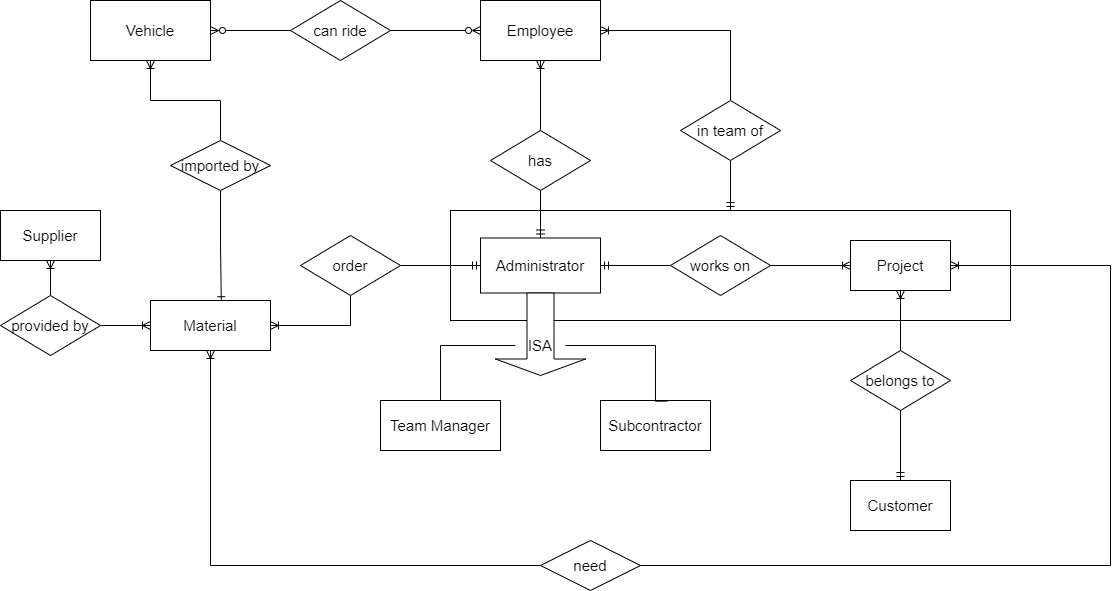 Vehicle
can ride
Employee
in team of
has
imported by
Supplier
order
Administrator
works on
Project
provided by
Material
ISA
belongs to
Team Manager
Subcontractor
Customer
need